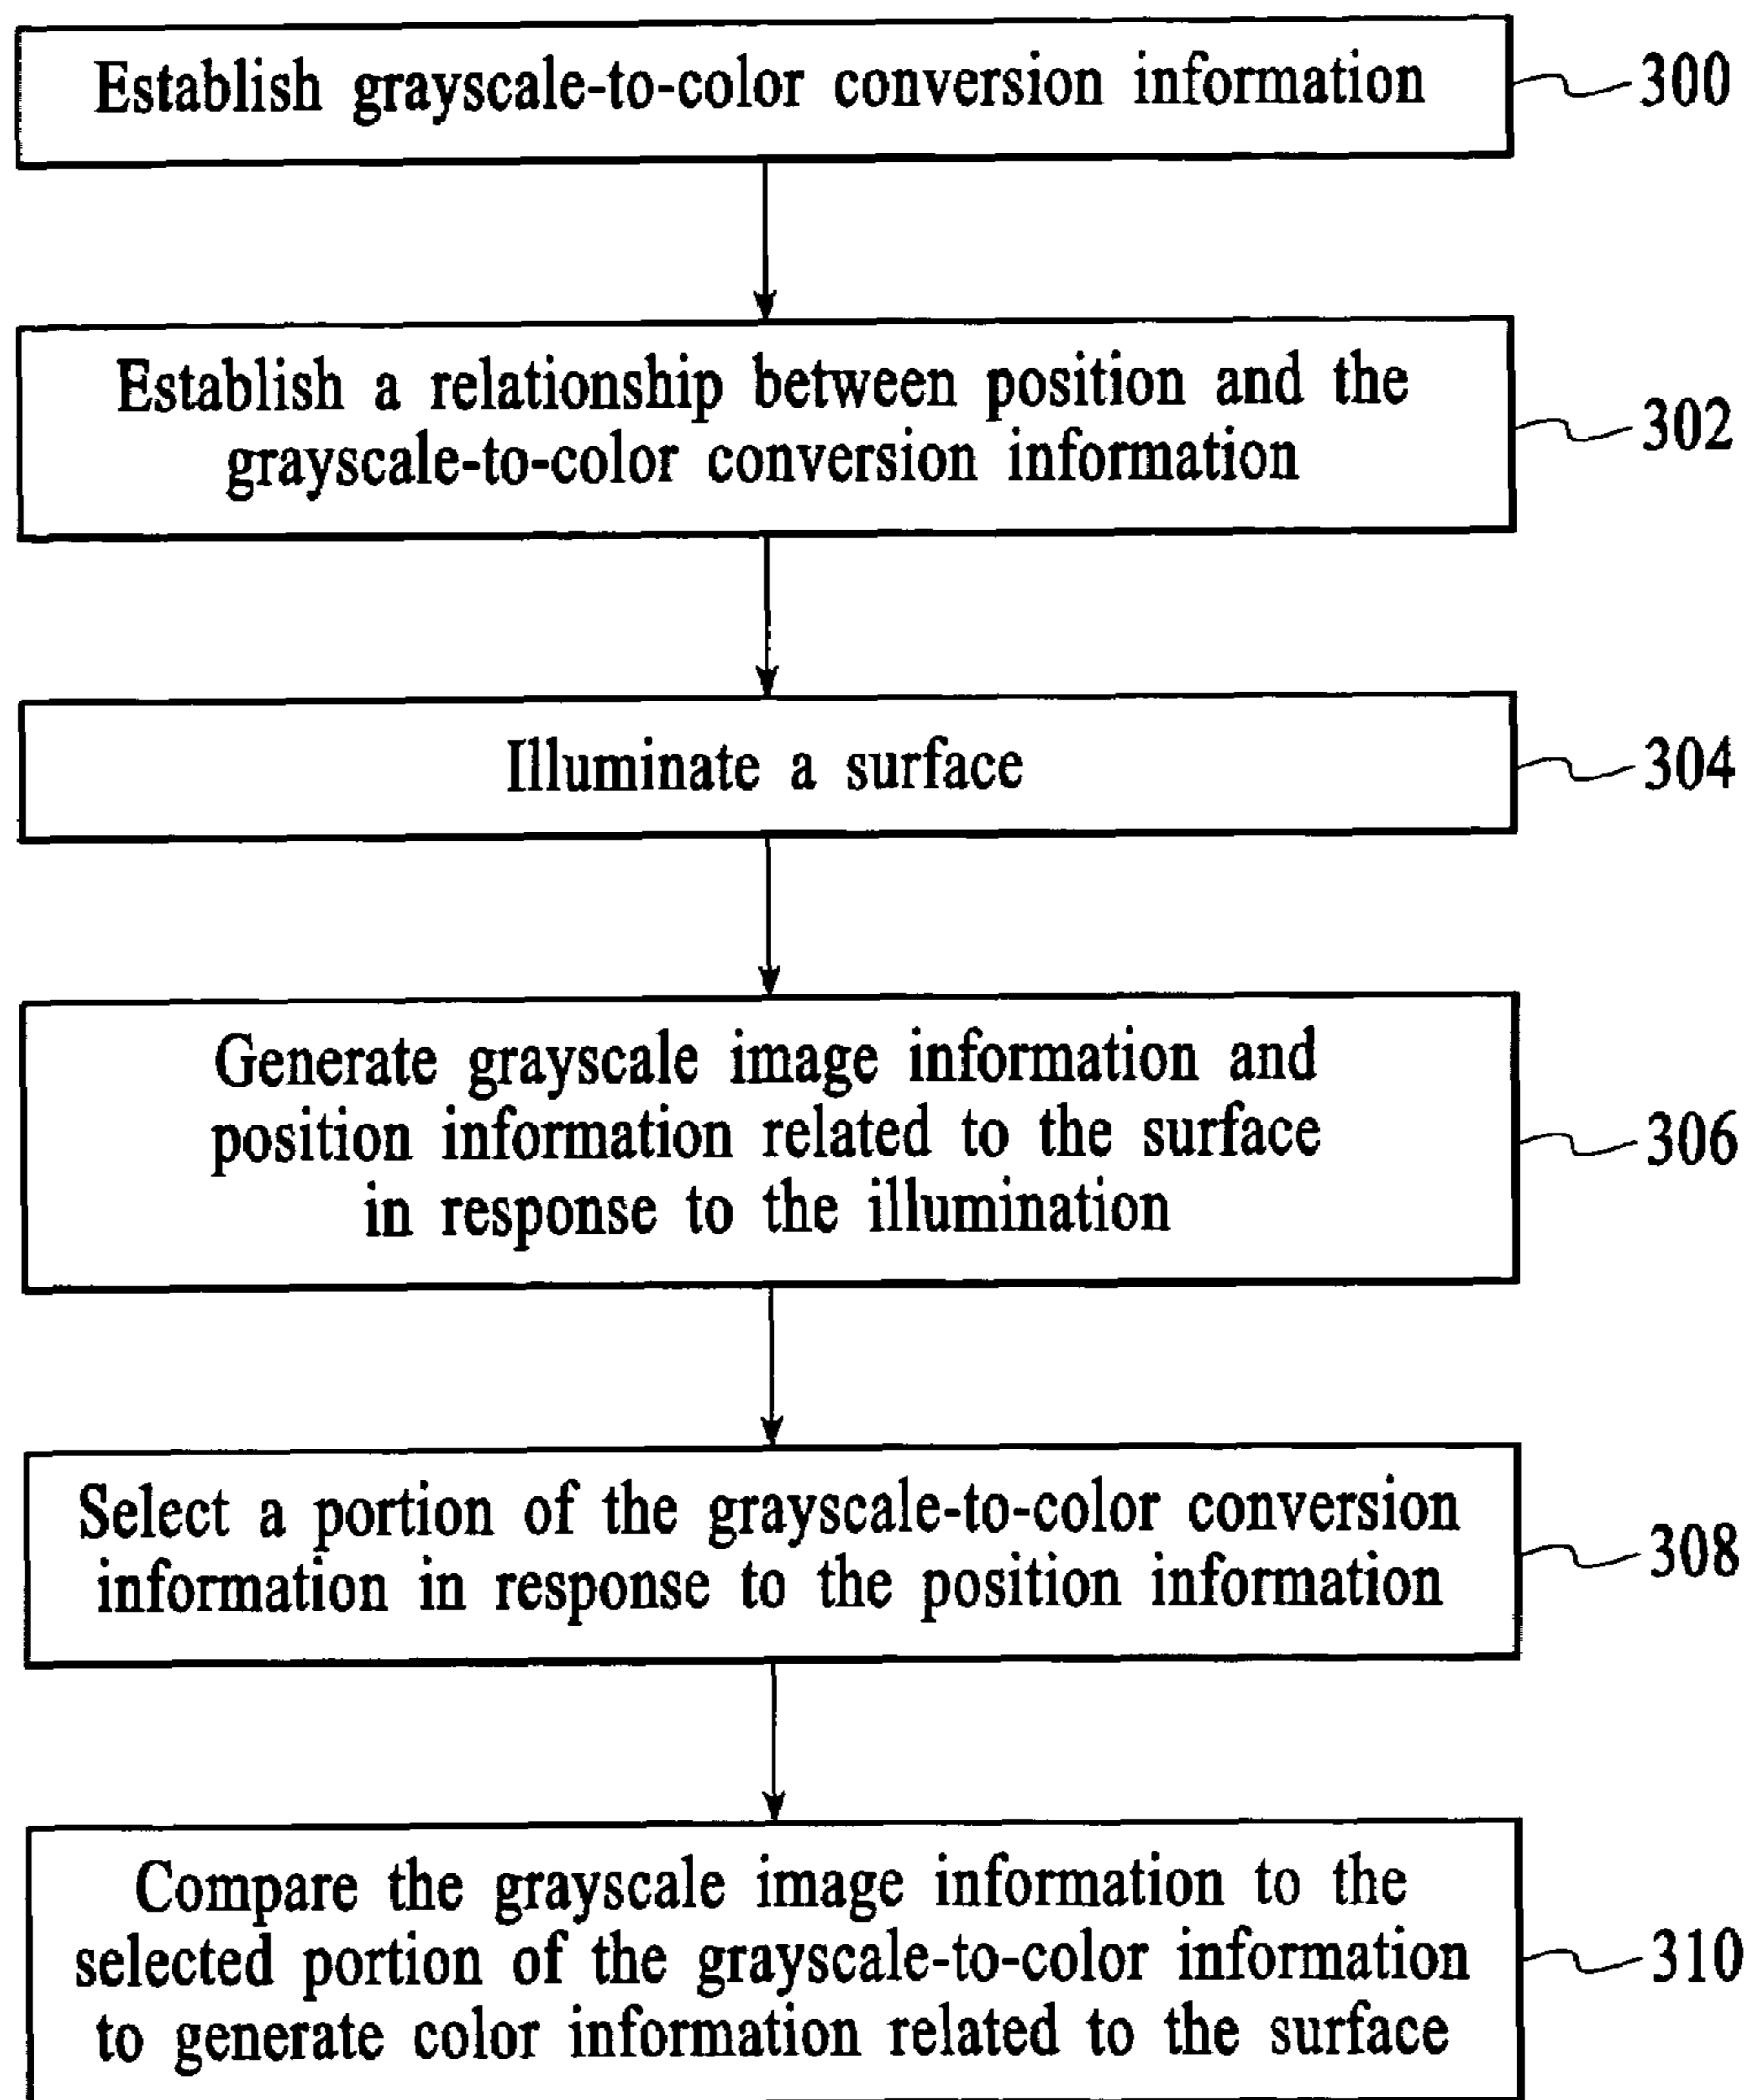 Establish grayscale-to-color conversion information
300
Establish a relationship between position and the
grayscale-to-color conversion information
302
Illuminate a surface
304
Generate grayscale image information and
position information related to the surface
in response to the illumination
306
Select a portion of the grayscale-to-color conversion
information in response to the position information
308
Compare the grayscale image information to the
selected portion of the grayscale-to-color information
to generate color information related to the surface
310